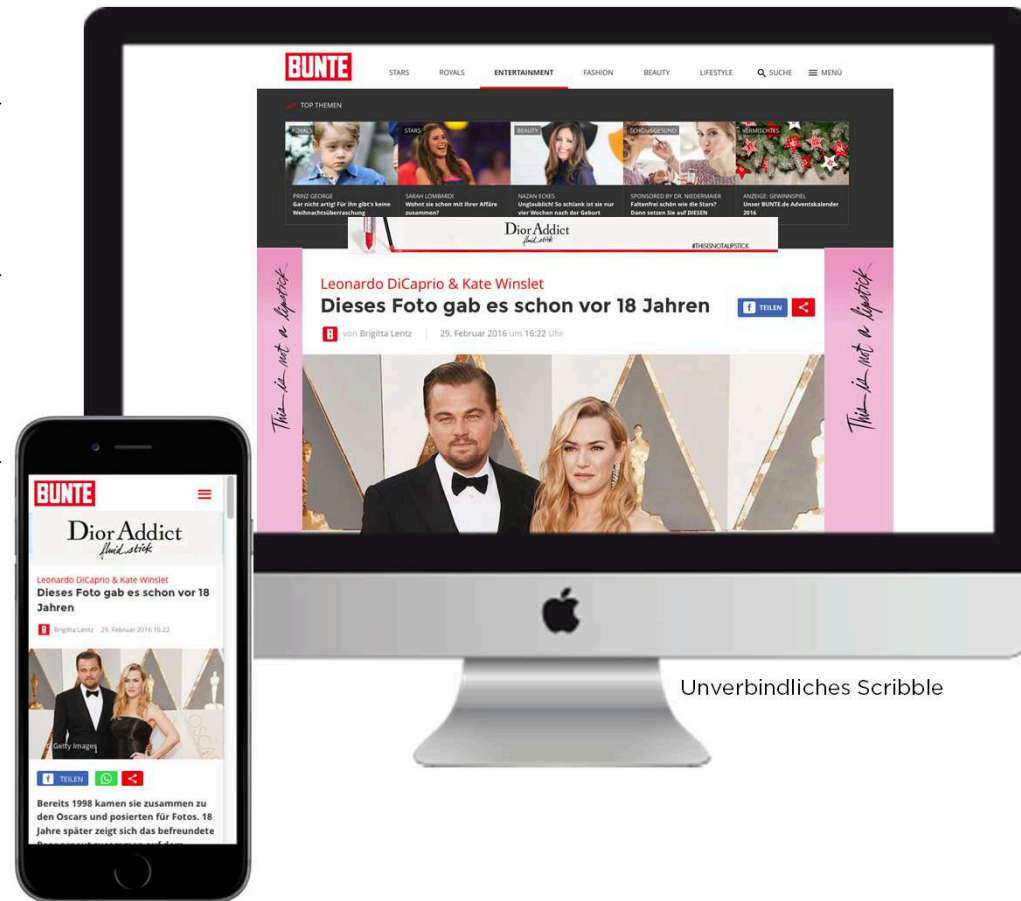 BUNTE
STARS ROYALS ENTERTAINMENT FASHION BEAUTY LIFESTYLE SUCHE MENÜ
TOP THEMEN
ROYALS STARS BEAUTY SCHÖN&GESUND VERMISCHTES
PRINZ GEORGE
Gar nicht artig! Für ihn gibt's keine
Weihnachtsüberraschung
SARAH LOMBARDI
Wohnt sie schon mit ihrer Affäre
zusammen?
NAZAN ECKES
Unglaublich! So schlank ist sie nur
vier Wochen nach der Geburt
SPONSORED BY DR. NIEDERMAIER
Faltenfrei schön wie die Stars?
Dann setzen Sie auf DIESEN
ANZEIGE: GEWINNSPIEL
Unser BUNTE.de Adventskalender
2016
Dior Addict
fluid stick
#THISISNOTALIPSTICK
This is not a lipstick
Leonardo DiCaprio & Kate Winslet
Dieses Foto gab es schon vor 18 Jahren
f TEILEN
von Brigitta Lentz 29. Februar 2016 um 16:22 Uhr
This is not a lipstick
BUNTE
Dior Addict
fluid stick
Leonardo DiCaprio & Kate Winslet
Dieses Foto gab es schon vor 18
Jahren
Brigitta Lentz 29. Februar 2016 16:22
OSCAR
Getty Images
f TEILEN
Bereits 1998 kamen sie zusammen zu
den Oscars und posierten für Fotos. 18
Jahre später zeigt sich das befreundete
Unverbindliches Scribble